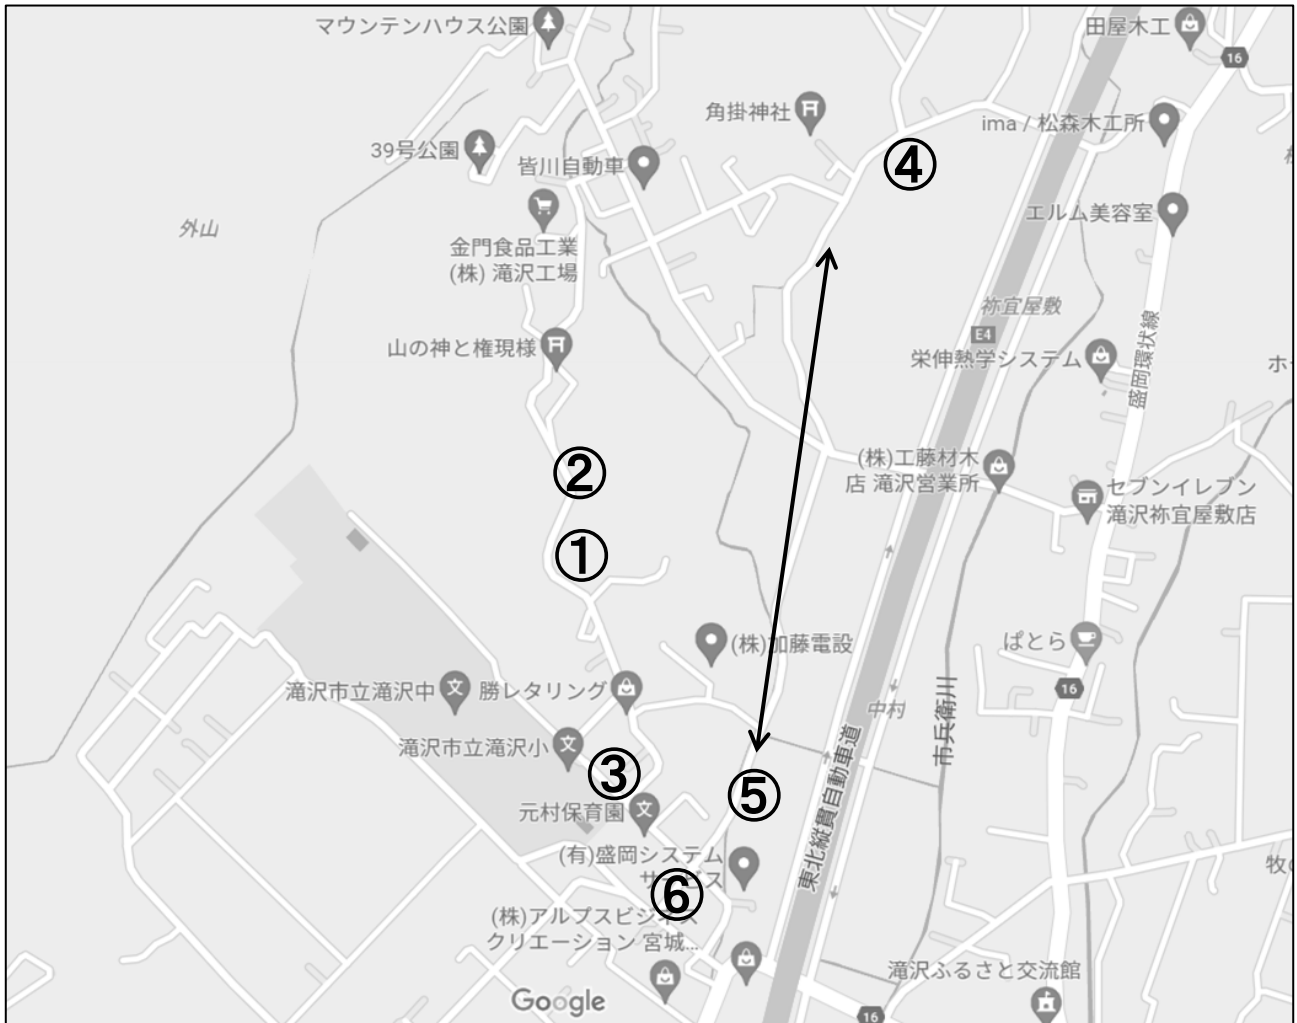 マウンテンハウス公園
田屋木工
16
角掛神社
ima / 松森木工所
39号公園
皆川自動車
④
外山
エルム美容室
金門食品工業
(株) 滝沢工場
祢宜屋敷
E4
山の神と権現様
栄伸熱学システム
盛岡環状線
ホ
②
(株)工藤材木
店 滝沢営業所
セブンイレブン
滝沢祢宜屋敷店
①
(株)加藤電設
ぱとら
滝沢市立滝沢中
勝レタリング
16
中村
市兵衛川
滝沢市立滝沢小
③
⑤
東北縦貫自動車道
元村保育園
(有)盛岡システム
サービス
牧の
⑥
(株)アルプスビジネス
クリエーション 宮城...
滝沢ふるさと交流館
Google
16